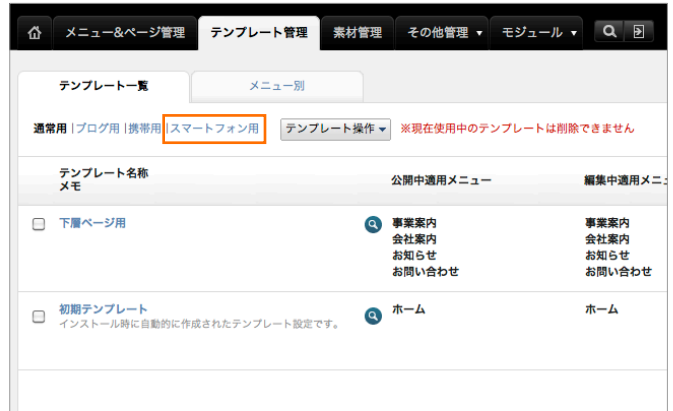 メニュー&ページ管理 テンプレート管理 素材管理 その他管理 ▼ モジュール ▼
テンプレート一覧 メニュー別
通常用 | ブログ用 | 携帯用 | スマートフォン用 テンプレート操作 ▼ ※現在使用中のテンプレートは削除できません
テンプレート名称
メモ
公開中適用メニュー
編集中適用メニュ
下層ページ用
事業案内
会社案内
お知らせ
お問い合わせ
事業案内
会社案内
お知らせ
お問い合わせ
初期テンプレート
インストール時に自動的に作成されたテンプレート設定です。
ホーム
ホーム